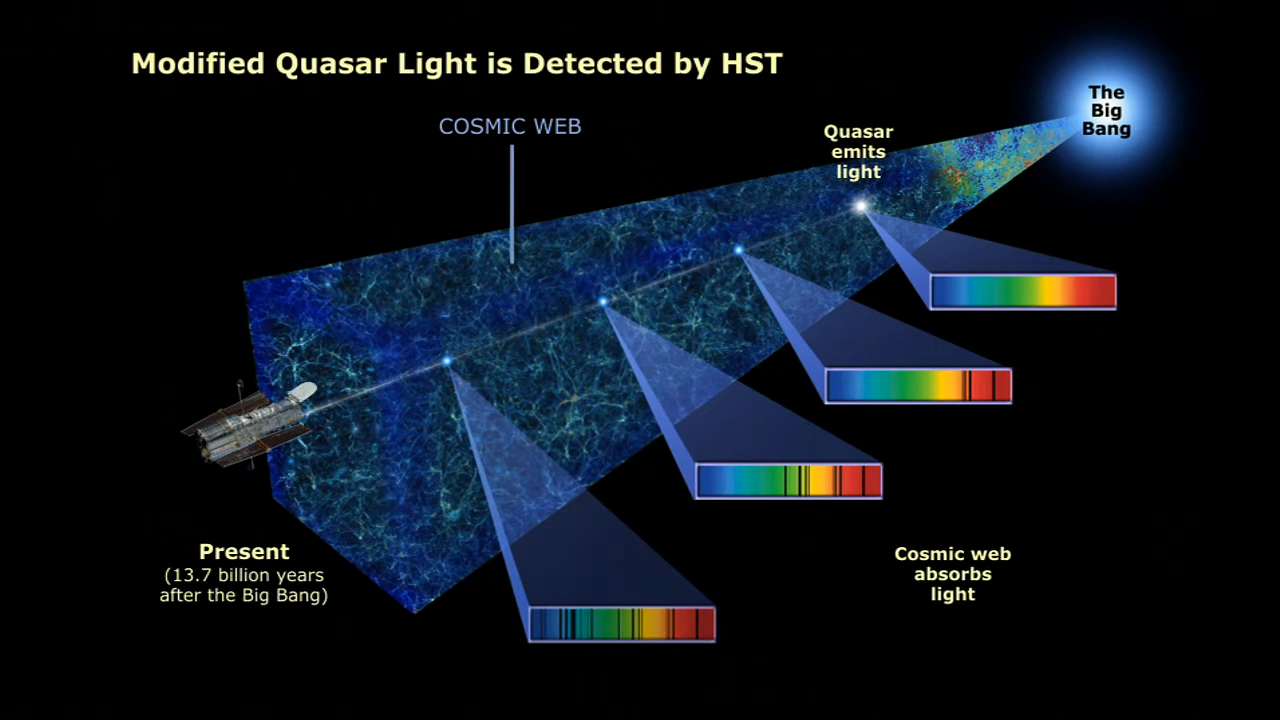 Modified Quasar Light is Detected by HST
The
Big
Bang
COSMIC WEB
Quasar
emits
light
Present
(13.7 billion years
after the Big Bang)
Cosmic web
absorbs
light